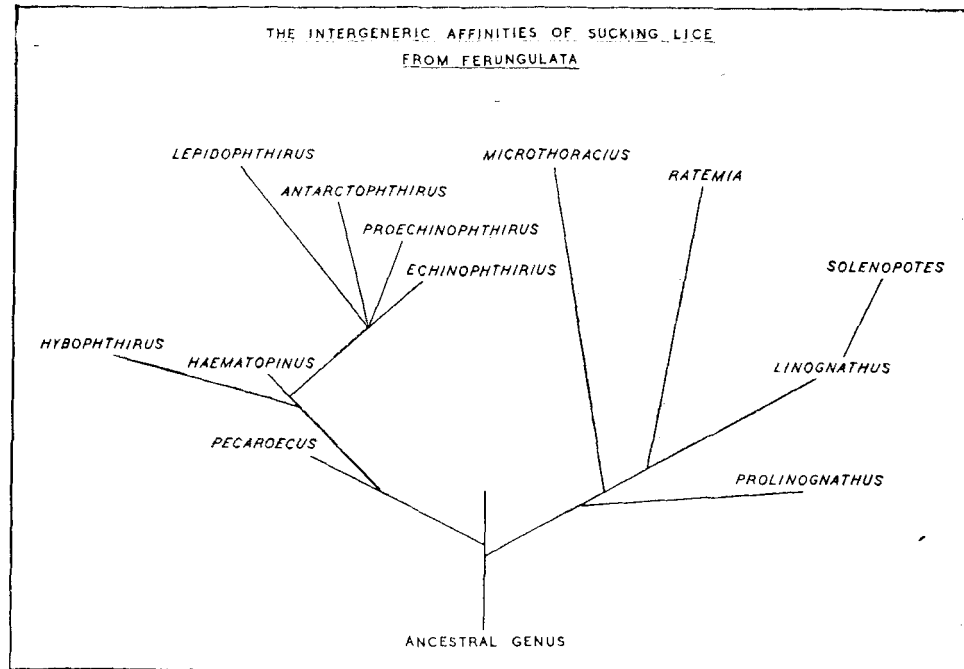 THE INTERGENERIC AFFINITIES OF SUCKING LICE
FROM FERUNGULATA
LEPIDOPHTHIRUS
MICROTHORACIUS
RATEMIA
ANTARCTOPHTHIRUS
PROECHINOPHTHIRUS
ECHINOPHTHIRIUS
SOLENOPOTES
HYBOPHTHIRUS
HAEMATOPINUS
LINOGNATHUS
PECAROECUS
PROLINOGNATHUS
ANCESTRAL GENUS